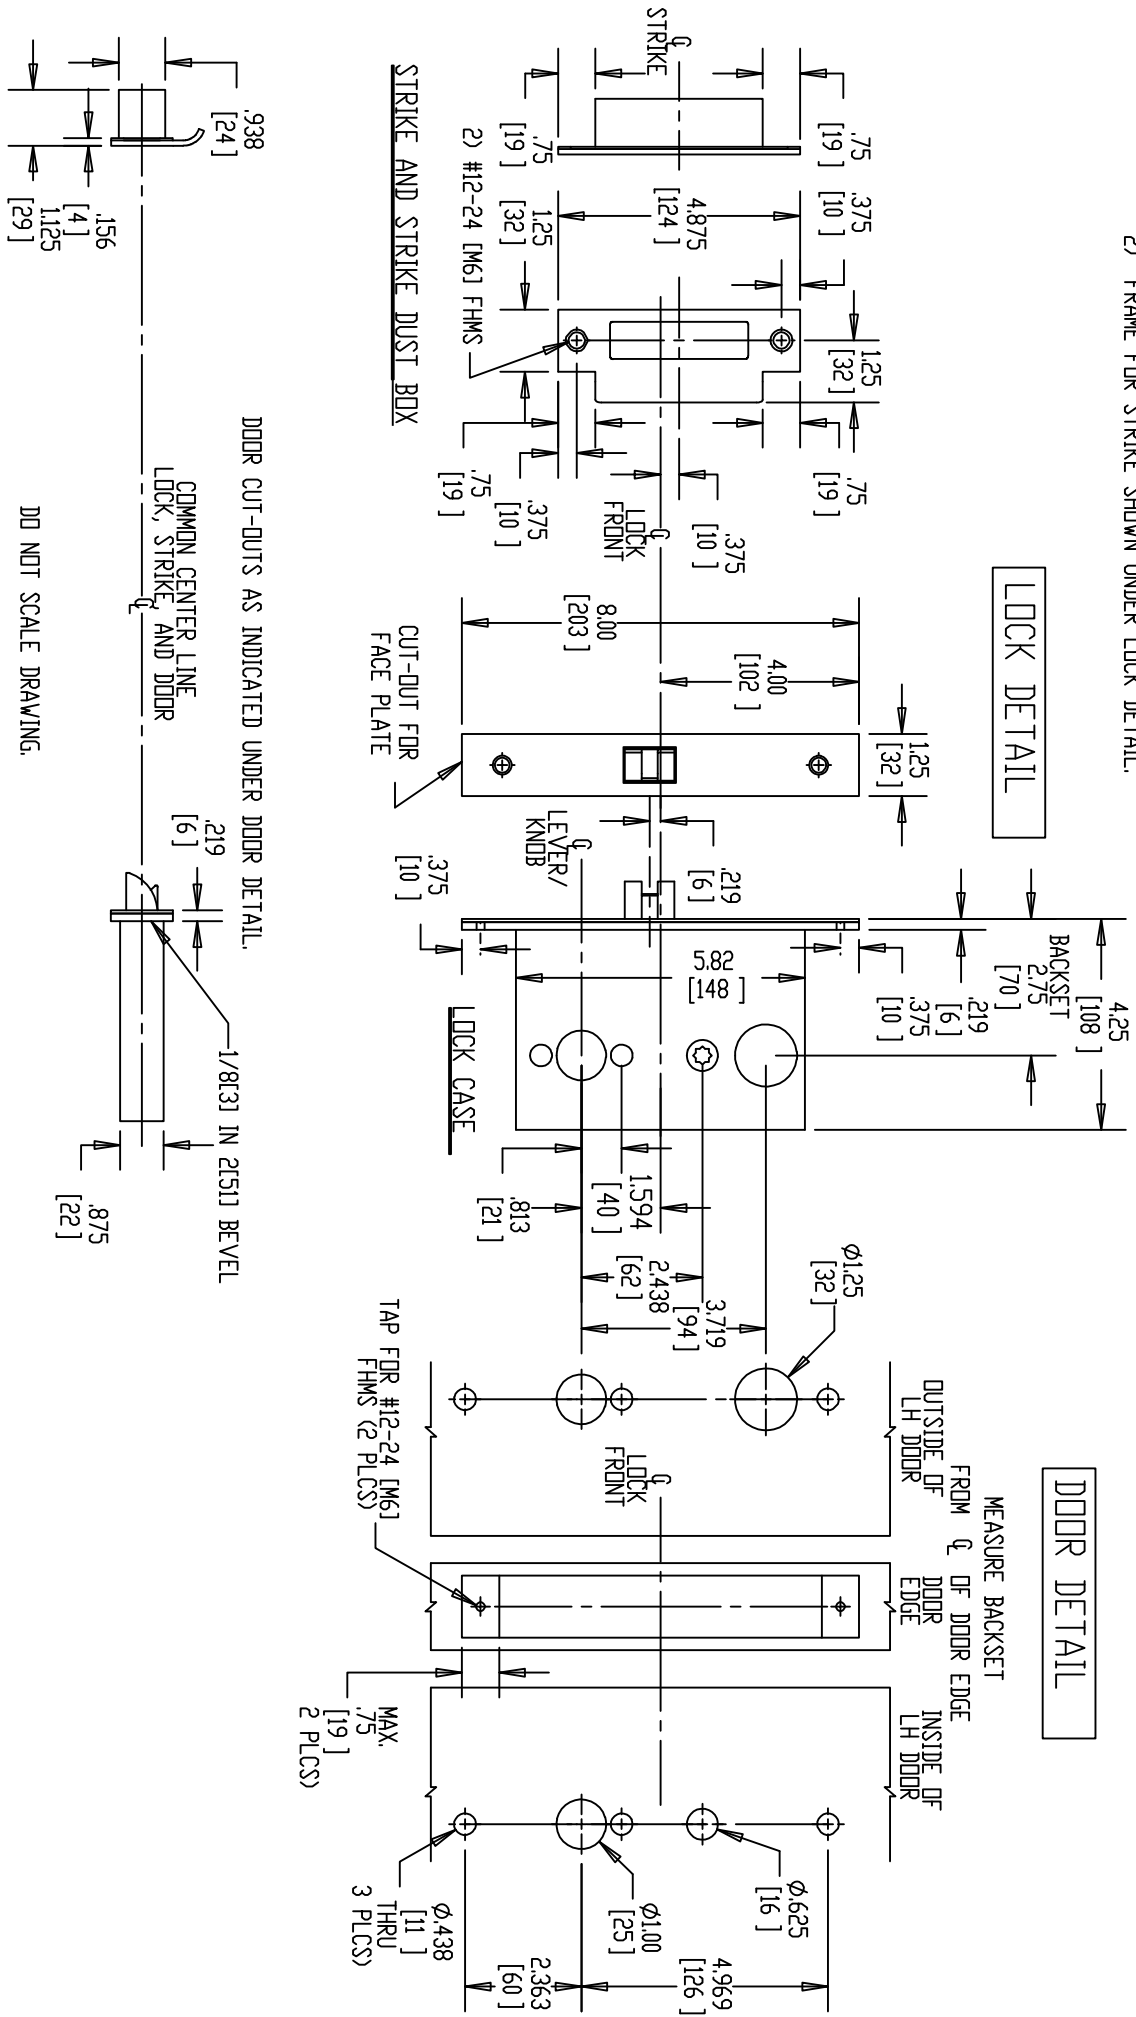 2) FRAME FOR STRIKE SHOWN UNDER LOCK DETAIL.
LOCK DETAIL
DOOR DETAIL
℄
STRIKE
.75
[19 ]
.75
[19 ]
4.875
[124 ]
.375
[10 ]
1.25
[32 ]
1.25
[32 ]
2) #12-24 [M6] FHMS
.75
[19 ]
.75
[19 ]
.375
[10 ]
.375
[10 ]
℄
LOCK
FRONT
STRIKE AND STRIKE DUST BOX
8.00
[203 ]
4.00
[102 ]
1.25
[32 ]
CUT-OUT FOR
FACE PLATE
.219
[6 ]
℄
LEVER/
KNOB
.375
[10 ]
4.25
[108 ]
BACKSET
2.75
[70 ]
.219
[6 ]
.375
[10 ]
5.82
[148 ]
LOCK CASE
1.594
[40 ]
.813
[21 ]
2.438
[62 ]
3.719
[94 ]
Ø1.25
[32 ]
MEASURE BACKSET
FROM ℄ OF DOOR EDGE
OUTSIDE OF
LH DOOR
DOOR
EDGE
INSIDE OF
LH DOOR
℄
LOCK
FRONT
TAP FOR #12-24 [M6]
FHMS (2 PLCS)
MAX.
.75
[19 ]
2 PLCS)
Ø.625
[16 ]
Ø1.00
[25 ]
Ø.438
[11 ]
THRU
3 PLCS)
4.969
[126 ]
2.363
[60 ]
DOOR CUT-OUTS AS INDICATED UNDER DOOR DETAIL.
.938
[24 ]
.156
[4 ]
1.125
[29 ]
COMMON CENTER LINE
LOCK, STRIKE, AND DOOR
℄
.219
[6 ]
1/8[3] IN 2[51] BEVEL
.875
[22 ]
DO NOT SCALE DRAWING.